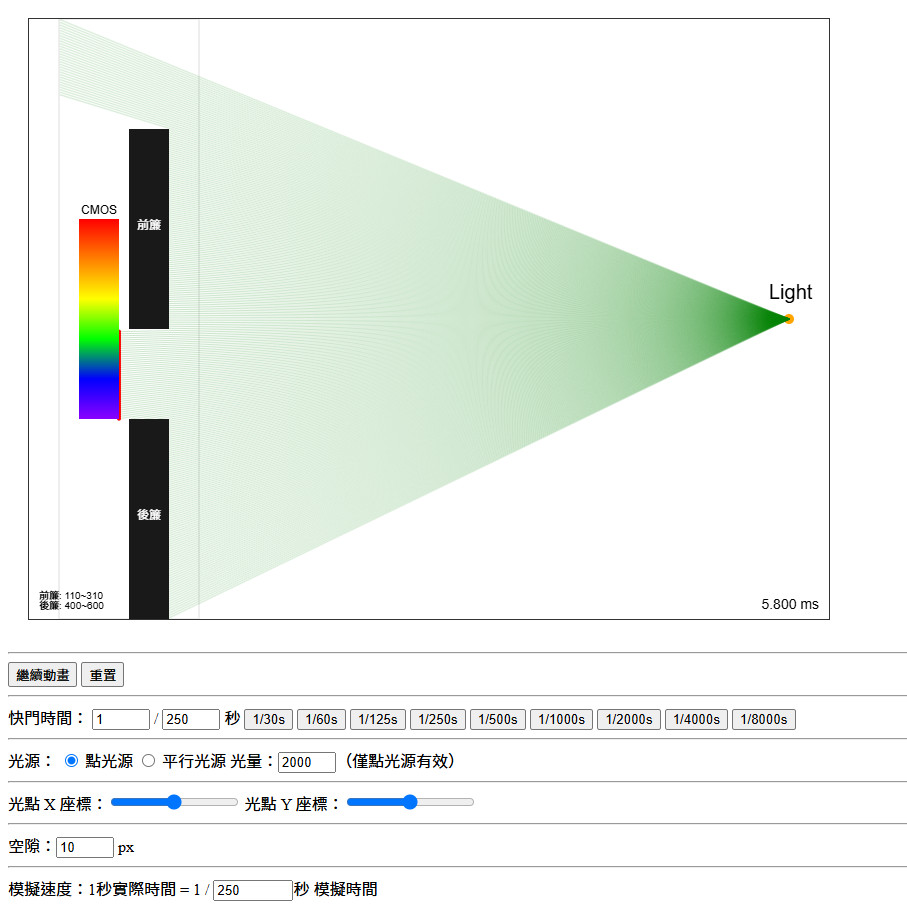 CMOS
前簾
Light
後簾
前簾: 110~310
後簾: 400~600
5.800 ms
繼續動畫 重置
快門時間： 1 / 250 秒 1/30s 1/60s 1/125s 1/250s 1/500s 1/1000s 1/2000s 1/4000s 1/8000s
光源： 點光源 平行光源 光量：2000 （僅點光源有效）
光點 X 座標： 光點 Y 座標：
空隙：10 px
模擬速度：1秒實際時間 = 1 / 250 秒 模擬時間